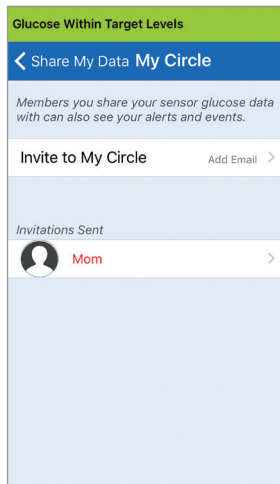 Glucose Within Target Levels
Share My Data My Circle
Members you share your sensor glucose data
with can also see your alerts and events.
Invite to My Circle Add Email
Invitations Sent
Mom